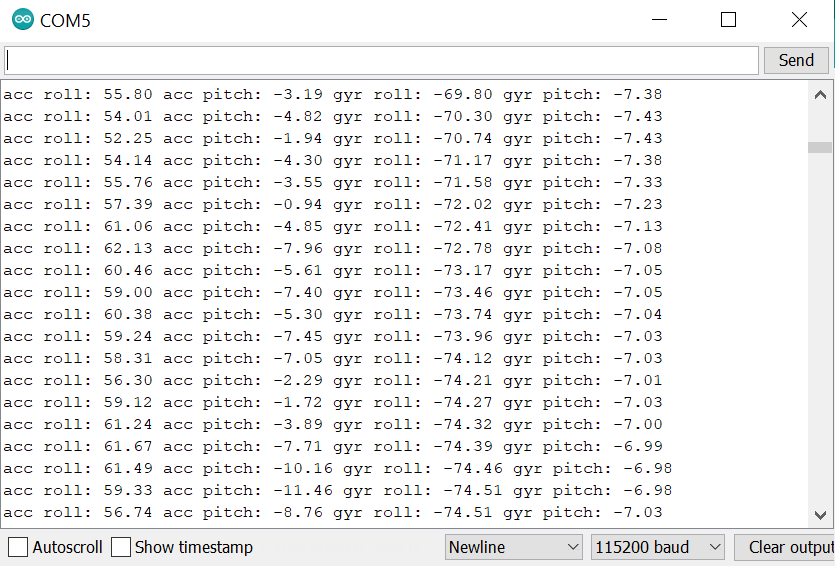 COM5
Send
acc roll: 55.80 acc pitch: -3.19 gyr roll: -69.80 gyr pitch: -7.38
acc roll: 54.01 acc pitch: -4.82 gyr roll: -70.30 gyr pitch: -7.43
acc roll: 52.25 acc pitch: -1.94 gyr roll: -70.74 gyr pitch: -7.43
acc roll: 54.14 acc pitch: -4.30 gyr roll: -71.17 gyr pitch: -7.38
acc roll: 55.76 acc pitch: -3.55 gyr roll: -71.58 gyr pitch: -7.33
acc roll: 57.39 acc pitch: -0.94 gyr roll: -72.02 gyr pitch: -7.23
acc roll: 61.06 acc pitch: -4.85 gyr roll: -72.41 gyr pitch: -7.13
acc roll: 62.13 acc pitch: -7.96 gyr roll: -72.78 gyr pitch: -7.08
acc roll: 60.46 acc pitch: -5.61 gyr roll: -73.17 gyr pitch: -7.05
acc roll: 59.00 acc pitch: -7.40 gyr roll: -73.46 gyr pitch: -7.05
acc roll: 60.38 acc pitch: -5.30 gyr roll: -73.74 gyr pitch: -7.04
acc roll: 59.24 acc pitch: -7.45 gyr roll: -73.96 gyr pitch: -7.03
acc roll: 58.31 acc pitch: -7.05 gyr roll: -74.12 gyr pitch: -7.03
acc roll: 56.30 acc pitch: -2.29 gyr roll: -74.21 gyr pitch: -7.01
acc roll: 59.12 acc pitch: -1.72 gyr roll: -74.27 gyr pitch: -7.03
acc roll: 61.24 acc pitch: -3.89 gyr roll: -74.32 gyr pitch: -7.00
acc roll: 61.67 acc pitch: -7.71 gyr roll: -74.39 gyr pitch: -6.99
acc roll: 61.49 acc pitch: -10.16 gyr roll: -74.46 gyr pitch: -6.98
acc roll: 59.33 acc pitch: -11.46 gyr roll: -74.51 gyr pitch: -6.98
acc roll: 56.74 acc pitch: -8.76 gyr roll: -74.51 gyr pitch: -7.03
Autoscroll Show timestamp Newline 115200 baud Clear output